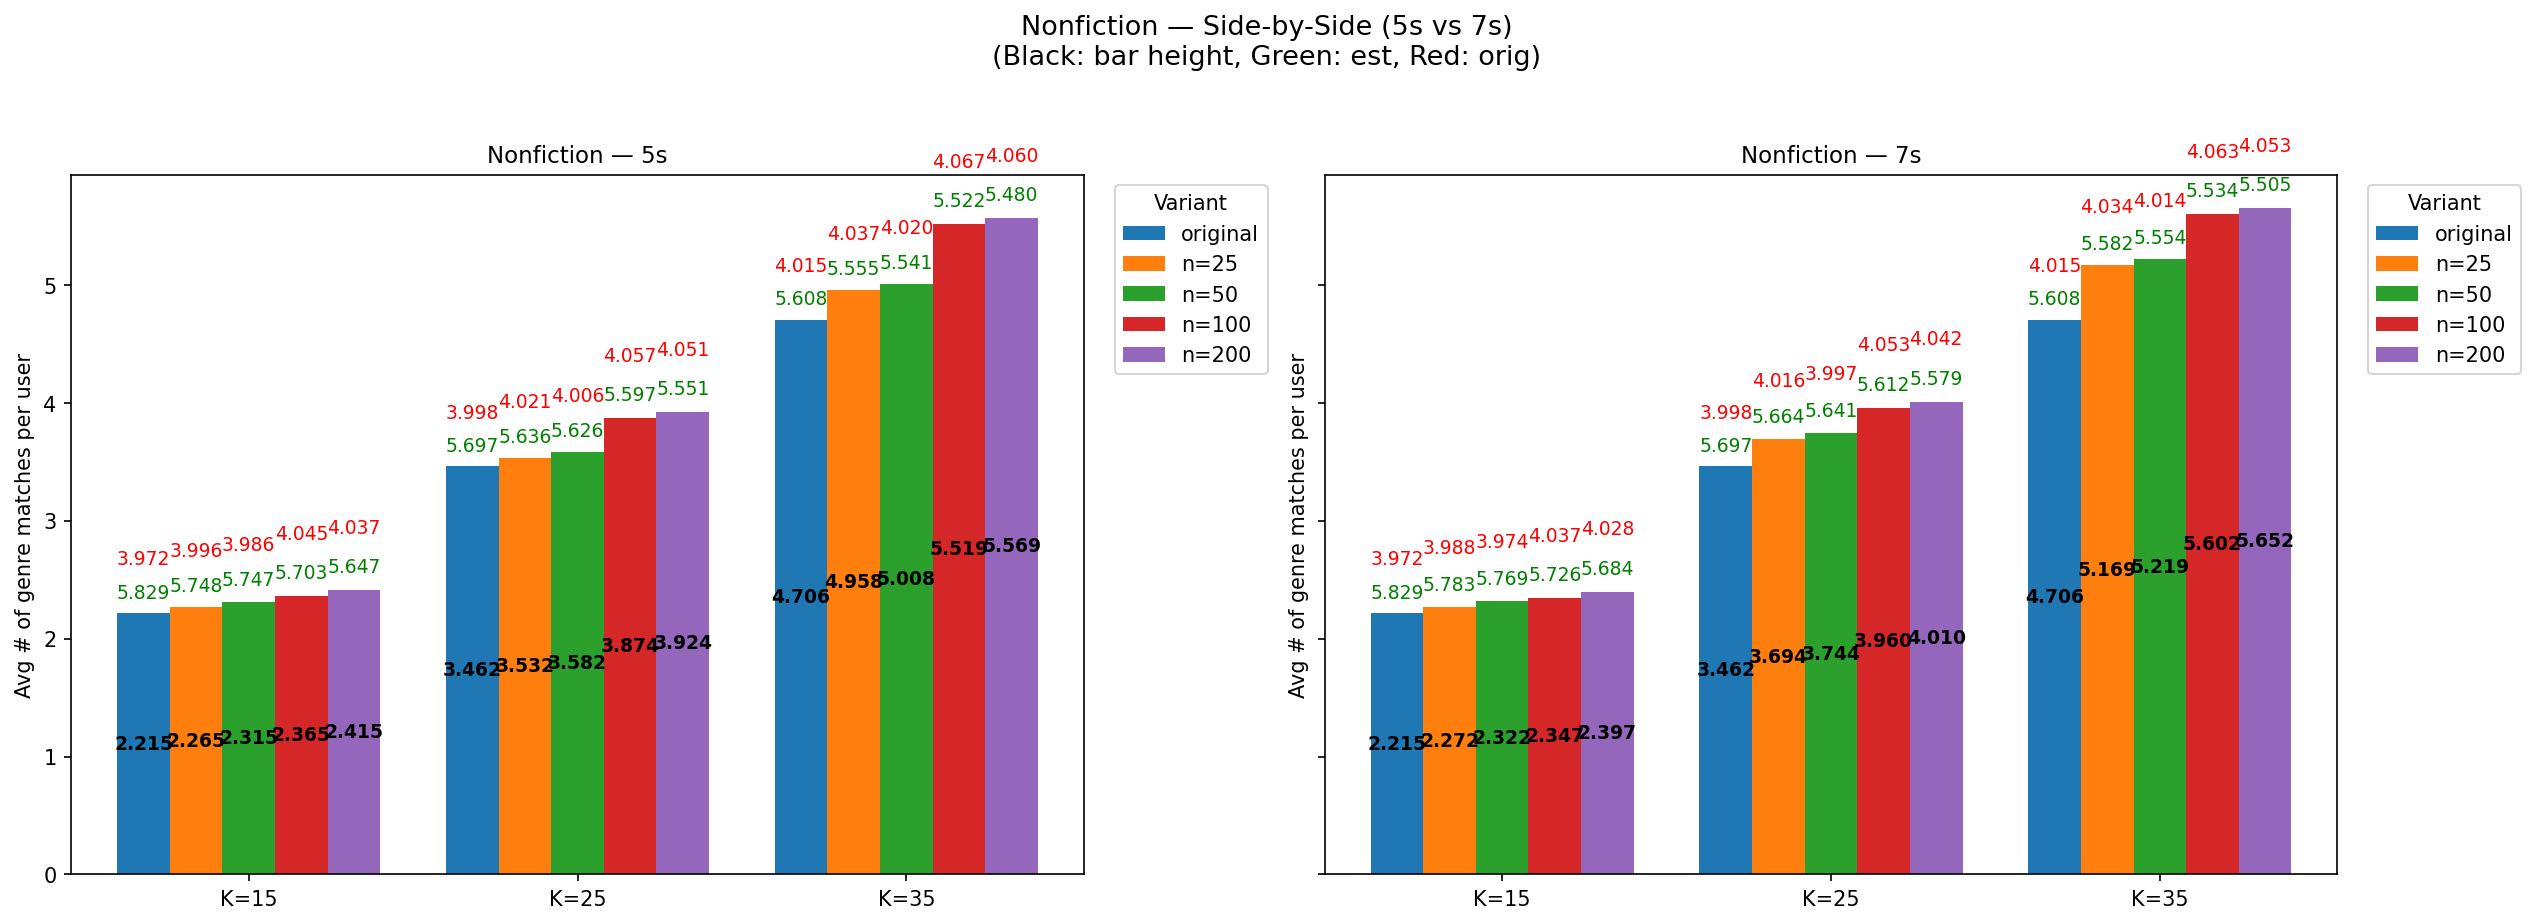 Nonfiction — Side-by-Side (5s vs 7s)
(Black: bar height, Green: est, Red: orig)
Nonfiction — 5s
Avg # of genre matches per user
5
4
3
2
1
0
3.972 3.996 3.986 4.045 4.037
5.829 5.748 5.747 5.703 5.647
2.215 2.265 2.315 2.365 2.415
3.998 4.021 4.006 4.057 4.051
5.697 5.636 5.626 5.597 5.551
3.462 3.532 3.582 3.874 3.924
4.015 4.037 4.020 4.067 4.060
5.608 5.555 5.541 5.522 5.480
4.706 4.958 5.008 5.519 5.569
K=15 K=25 K=35
Variant
original
n=25
n=50
n=100
n=200
Nonfiction — 7s
Avg # of genre matches per user
3.972 3.988 3.974 4.037 4.028
5.829 5.783 5.769 5.726 5.684
2.215 2.272 2.322 2.347 2.397
3.998 4.016 3.997 4.053 4.042
5.697 5.664 5.641 5.612 5.579
3.462 3.694 3.744 3.960 4.010
4.015 4.034 4.014 4.063 4.053
5.608 5.582 5.554 5.534 5.505
4.706 5.169 5.219 5.602 5.652
K=15 K=25 K=35
Variant
original
n=25
n=50
n=100
n=200